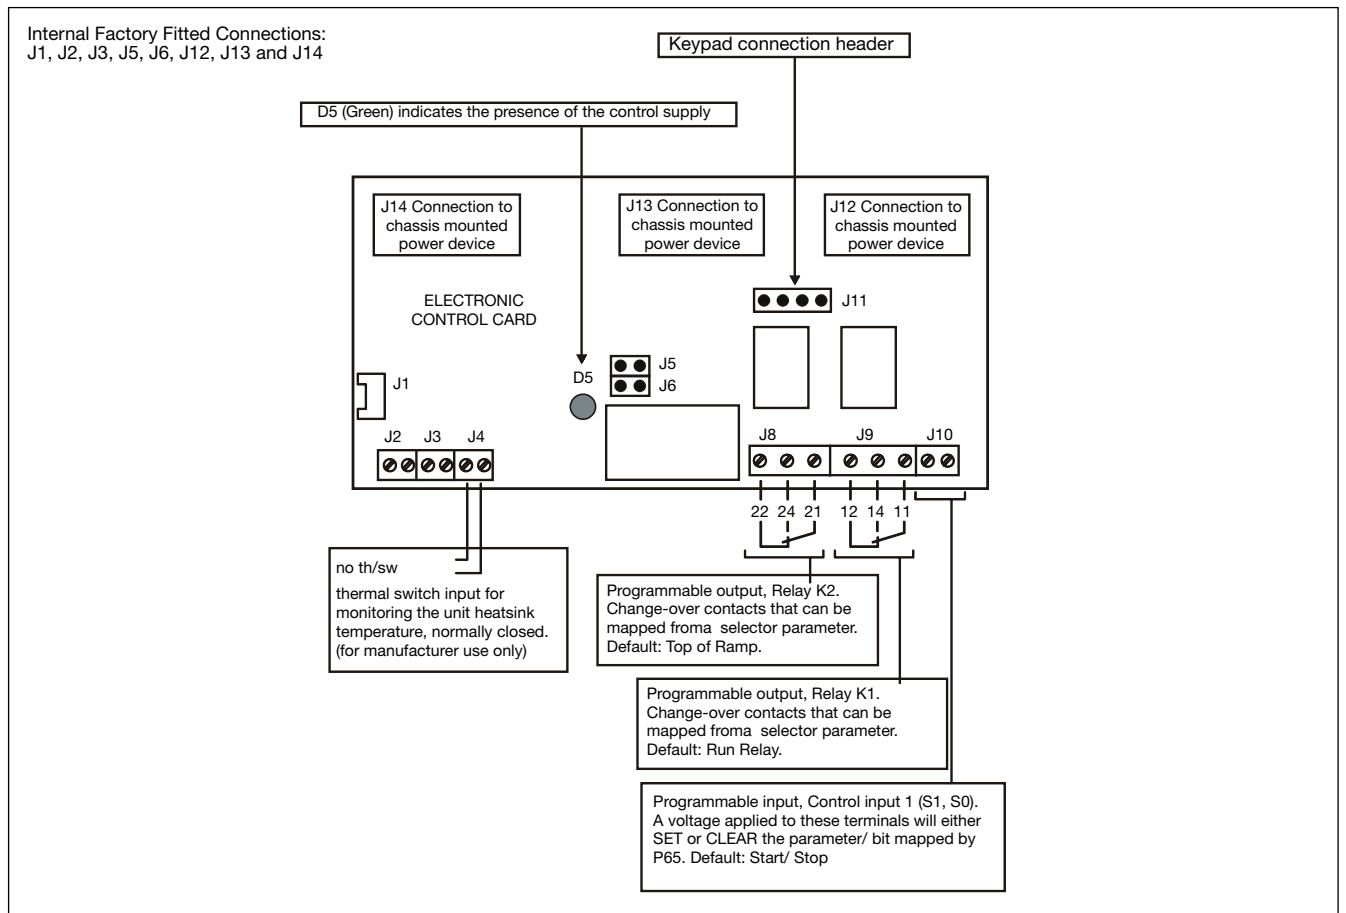 Internal Factory Fitted Connections:
J1, J2, J3, J5, J6, J12, J13 and J14
Keypad connection header
D5 (Green) indicates the presence of the control supply
J14 Connection to
chassis mounted
power device
J13 Connection to
chassis mounted
power device
J12 Connection to
chassis mounted
power device
ELECTRONIC
CONTROL CARD
J11
J5
J6
D5
J1
J2 J3 J4
J8 J9 J10
22 24 21 12 14 11
no th/sw
thermal switch input for
monitoring the unit heatsink
temperature, normally closed.
(for manufacturer use only)
Programmable output, Relay K2.
Change-over contacts that can be
mapped froma selector parameter.
Default: Top of Ramp.
Programmable output, Relay K1.
Change-over contacts that can be
mapped froma selector parameter.
Default: Run Relay.
Programmable input, Control input 1 (S1, S0).
A voltage applied to these terminals will either
SET or CLEAR the parameter/ bit mapped by
P65. Default: Start/ Stop